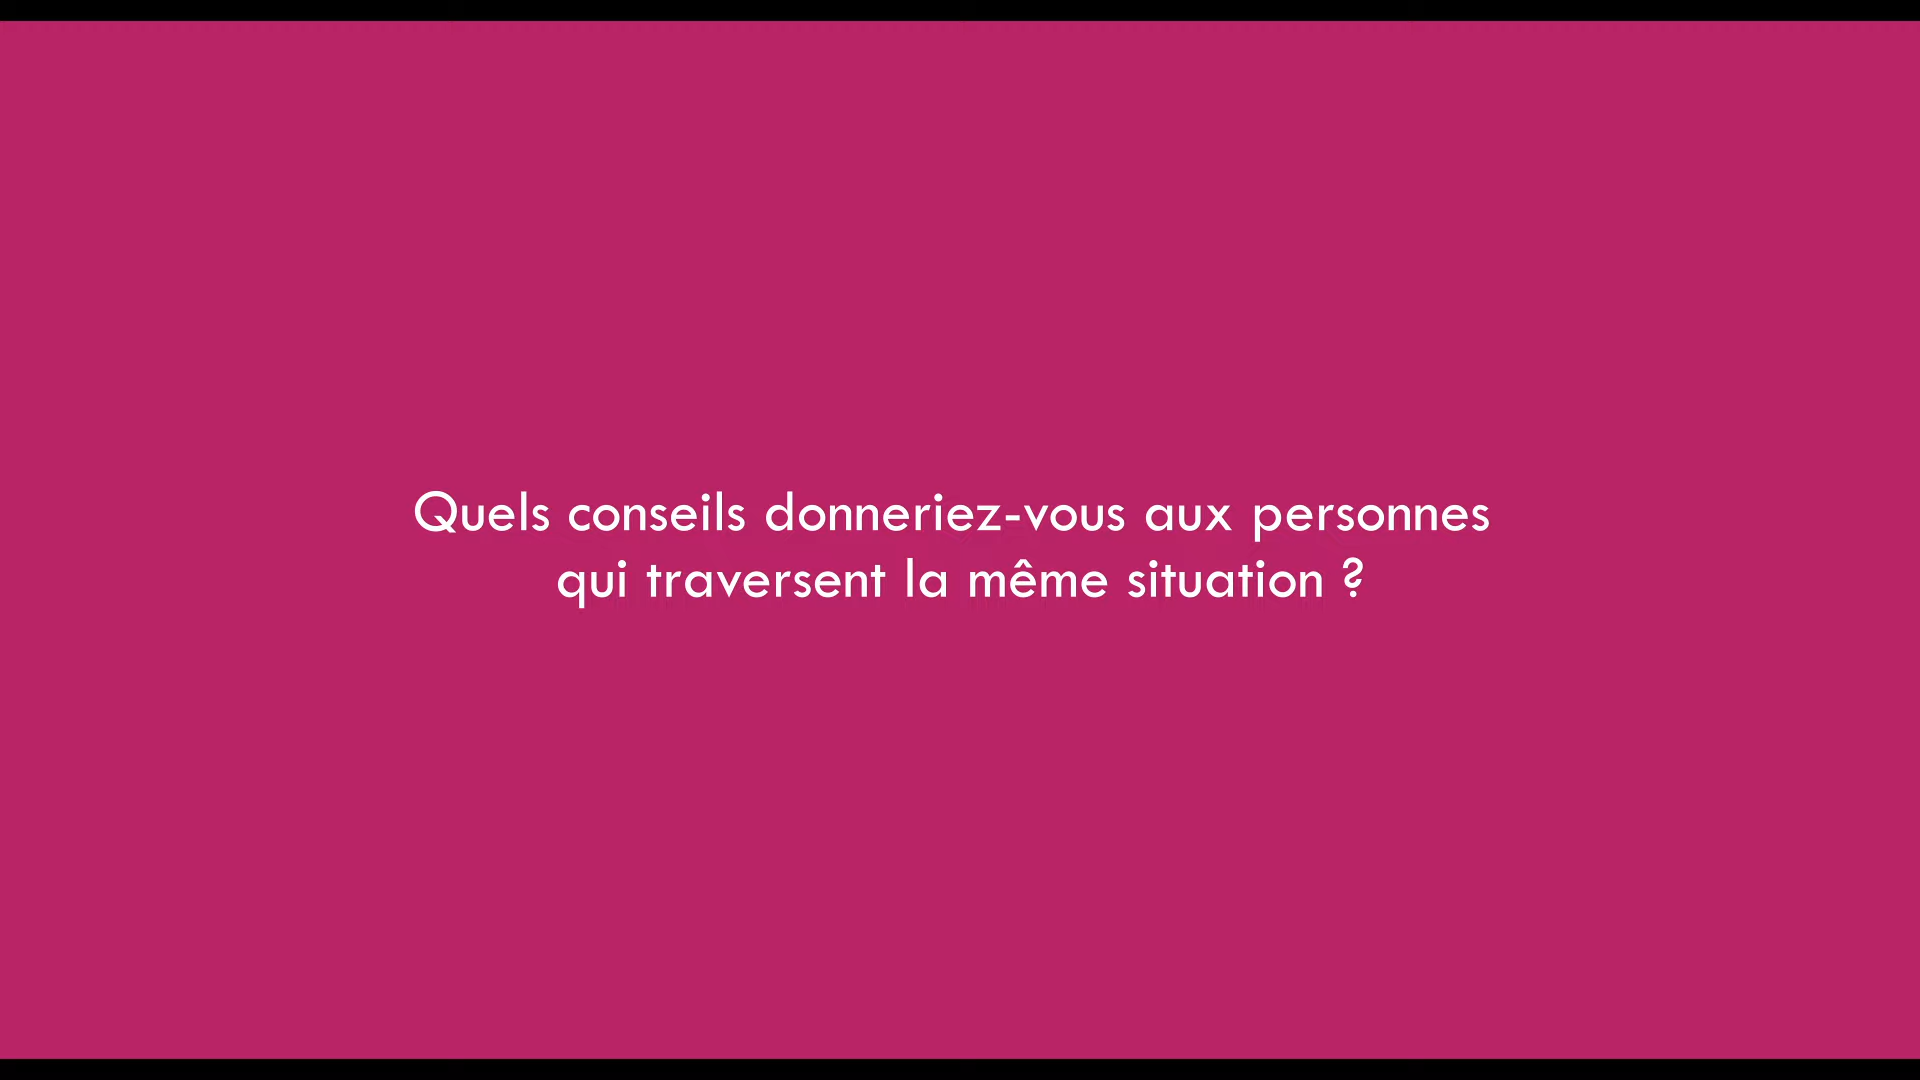 Quels conseils donneriez-vous aux personnes
qui traversent la même situation ?